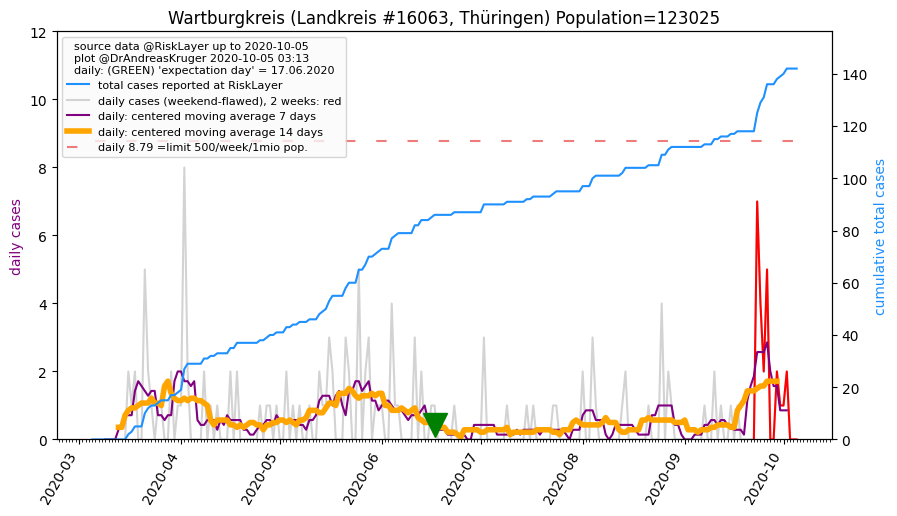 Wartburgkreis (Landkreis #16063, Thüringen) Population=123025
source data @RiskLayer up to 2020-10-05
plot @DrAndreasKruger 2020-10-05 03:13
daily: (GREEN) 'expectation day' = 17.06.2020
total cases reported at RiskLayer
daily cases (weekend-flawed), 2 weeks: red
daily: centered moving average 7 days
daily: centered moving average 14 days
daily 8.79 =limit 500/week/1mio pop.
daily cases
12
10
8
6
4
2
0
cumulative total cases
140
120
100
80
60
40
20
0
2020-03
2020-04
2020-05
2020-06
2020-07
2020-08
2020-09
2020-10